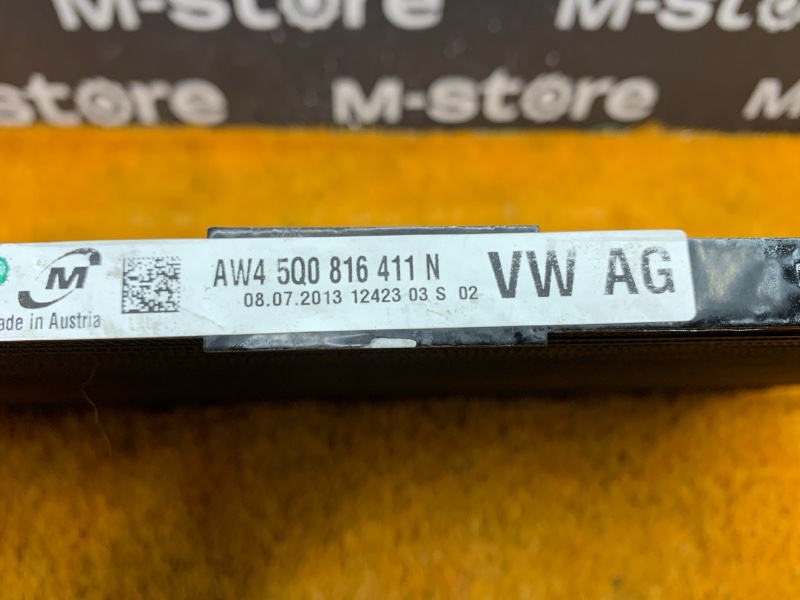 M-store M-store
M-store M-store M
M AW4 5Q0 816 411 N VW AG
08.07.2013 12423 03 S 02
ade in Austria